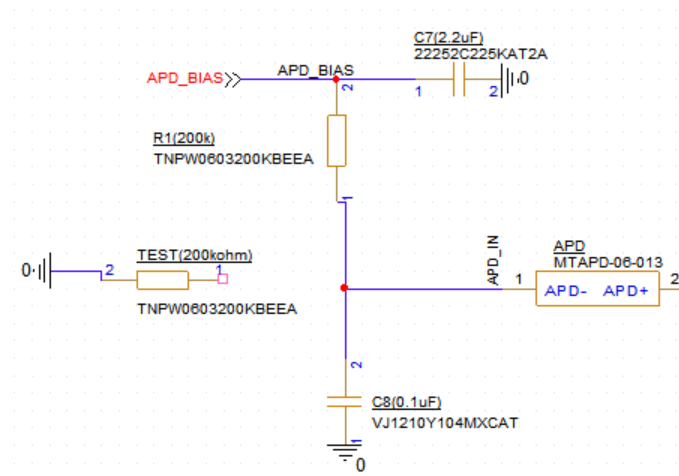 C7(2.2uF)
22252C225KAT2A
APD_BIAS
APD_BIAS
2
1
2
0
R1(200k)
TNPW0603200KBEEA
1
APD_IN
APD
MTAPD-06-013
0
2
TEST(200kohm)
1
1
APD-
APD+
2
TNPW0603200KBEEA
2
C8(0.1uF)
VJ1210Y104MXCAT
1
0